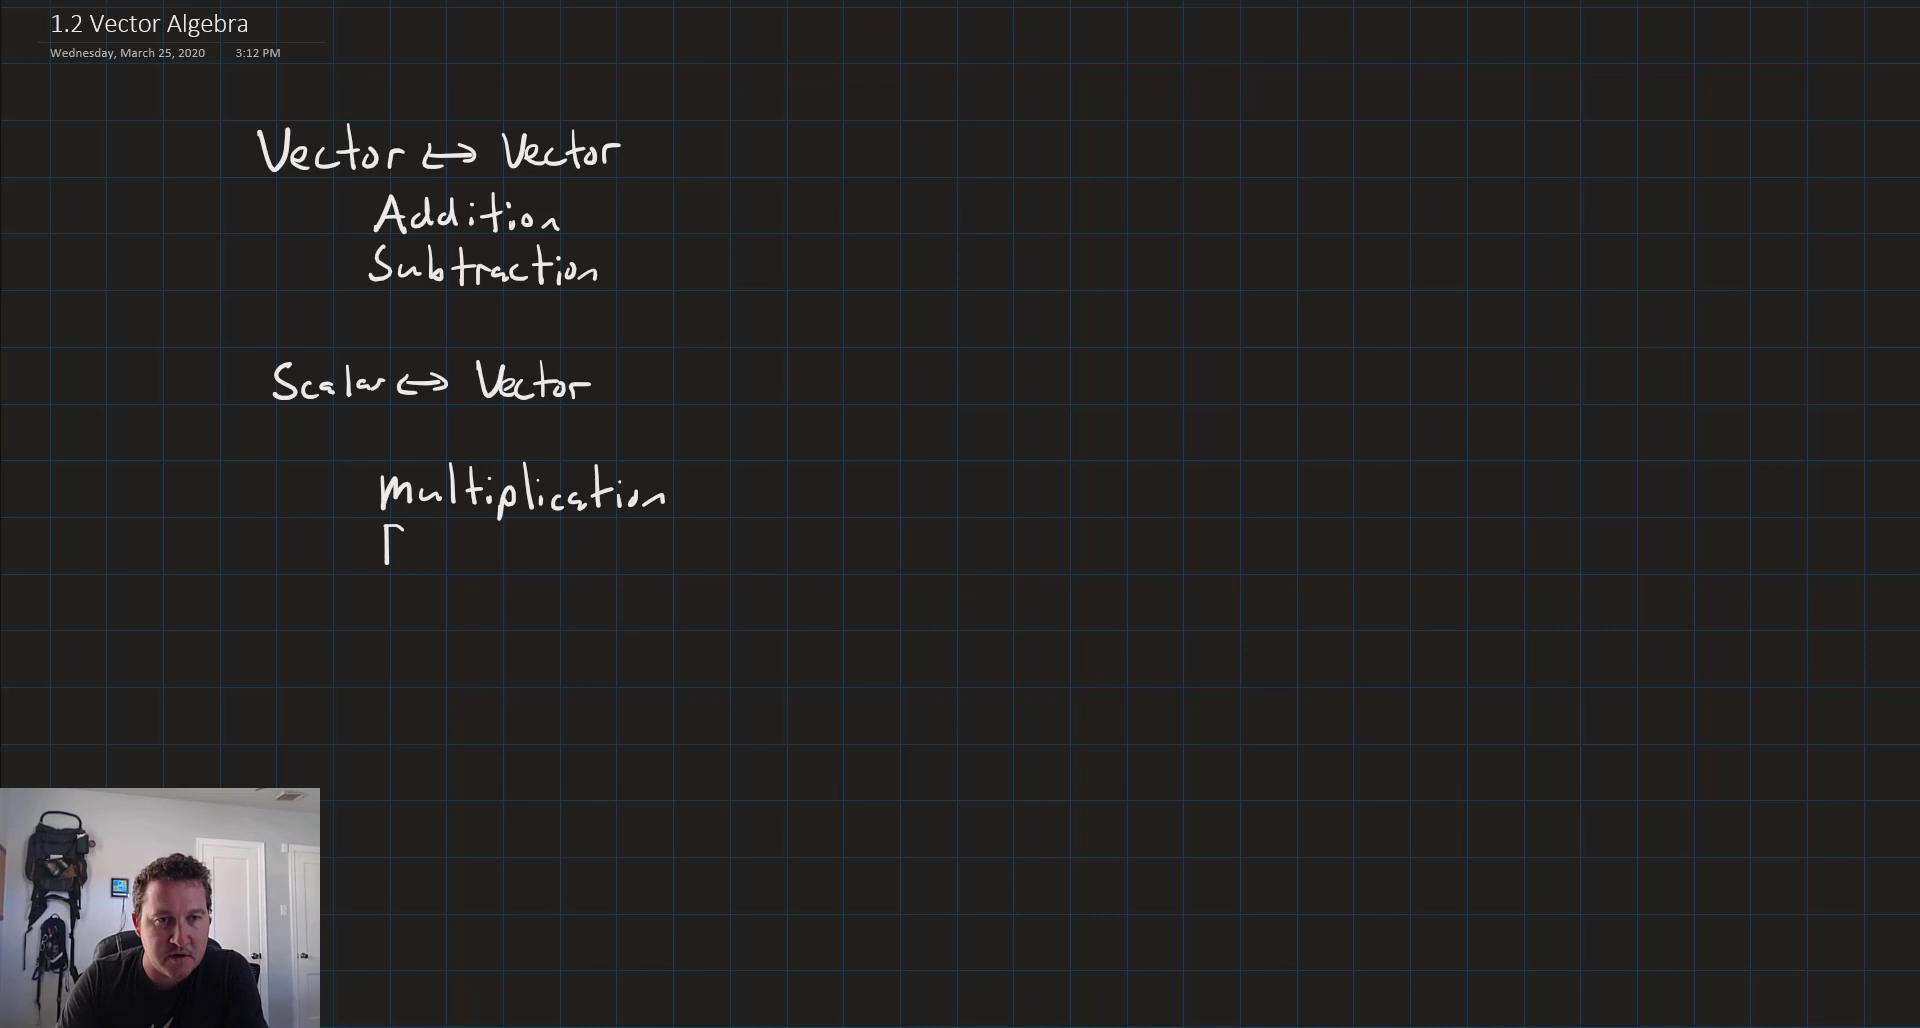 1.2 Vector Algebra
Wednesday, March 25, 2020 3:12 PM
Vector ↔ Vector
Addition
Subtraction
Scalar ↔ Vector
multiplication